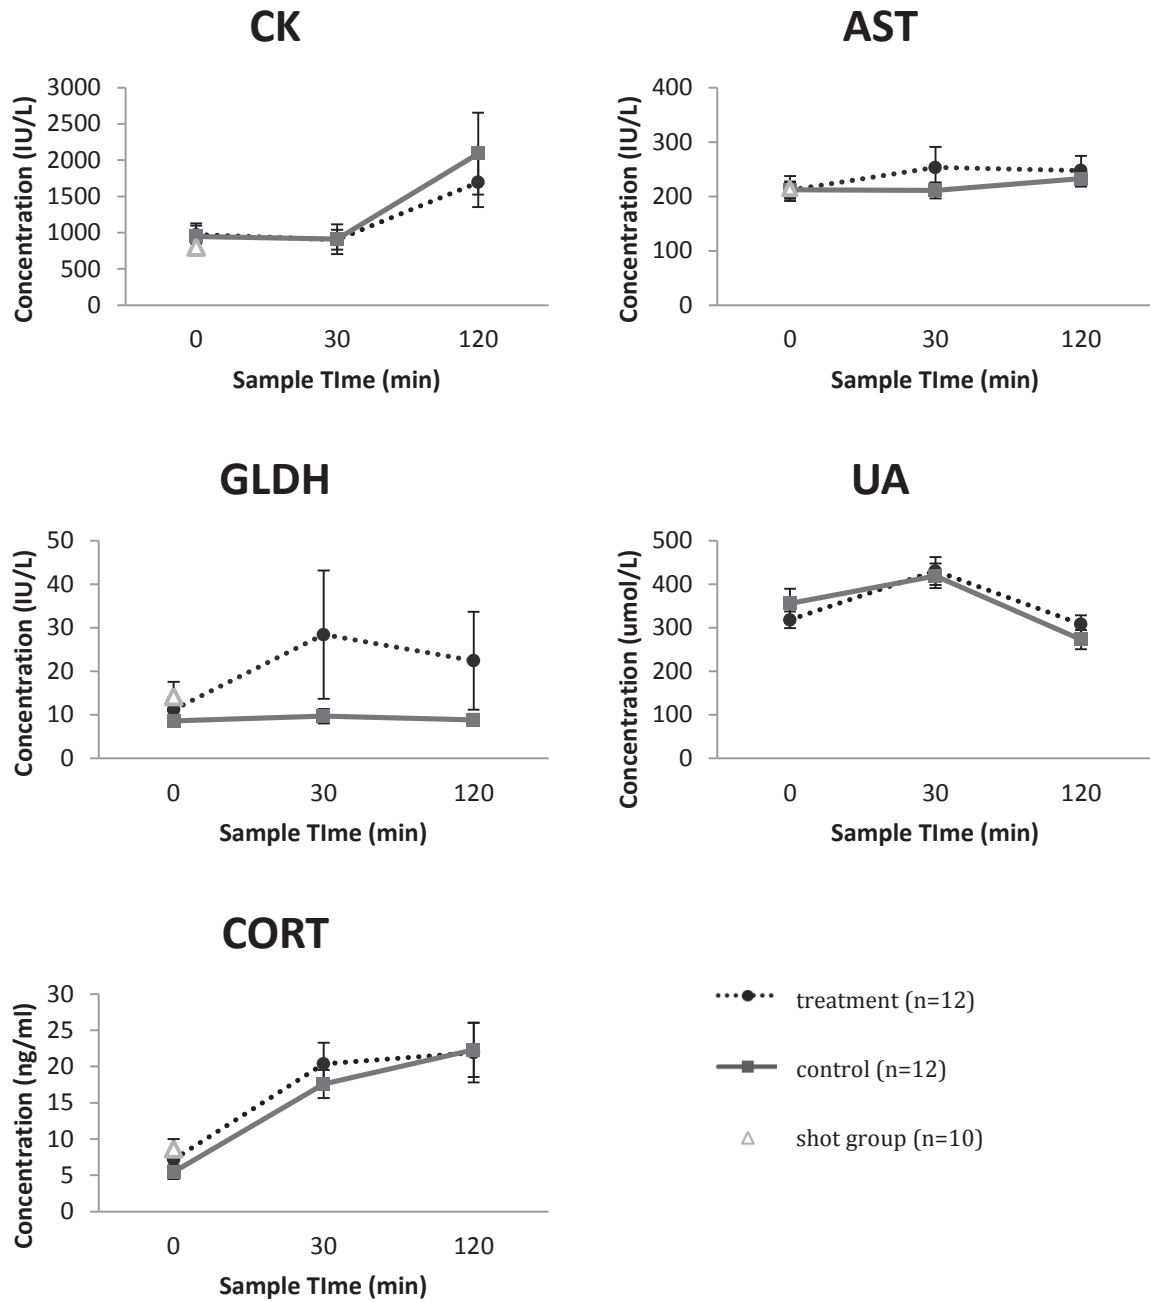 CK
Concentration (IU/L)
3000
2500
2000
1500
1000
500
0
0 30 120
Sample TIme (min)
AST
Concentration (IU/L)
400
300
200
100
0
0 30 120
Sample TIme (min)
GLDH
Concentration (IU/L)
50
40
30
20
10
0
0 30 120
Sample TIme (min)
UA
Concentration (umol/L)
500
400
300
200
100
0
0 30 120
Sample TIme (min)
CORT
Concentration (ng/ml)
30
25
20
15
10
5
0
0 30 120
Sample TIme (min)
treatment (n=12)
control (n=12)
shot group (n=10)